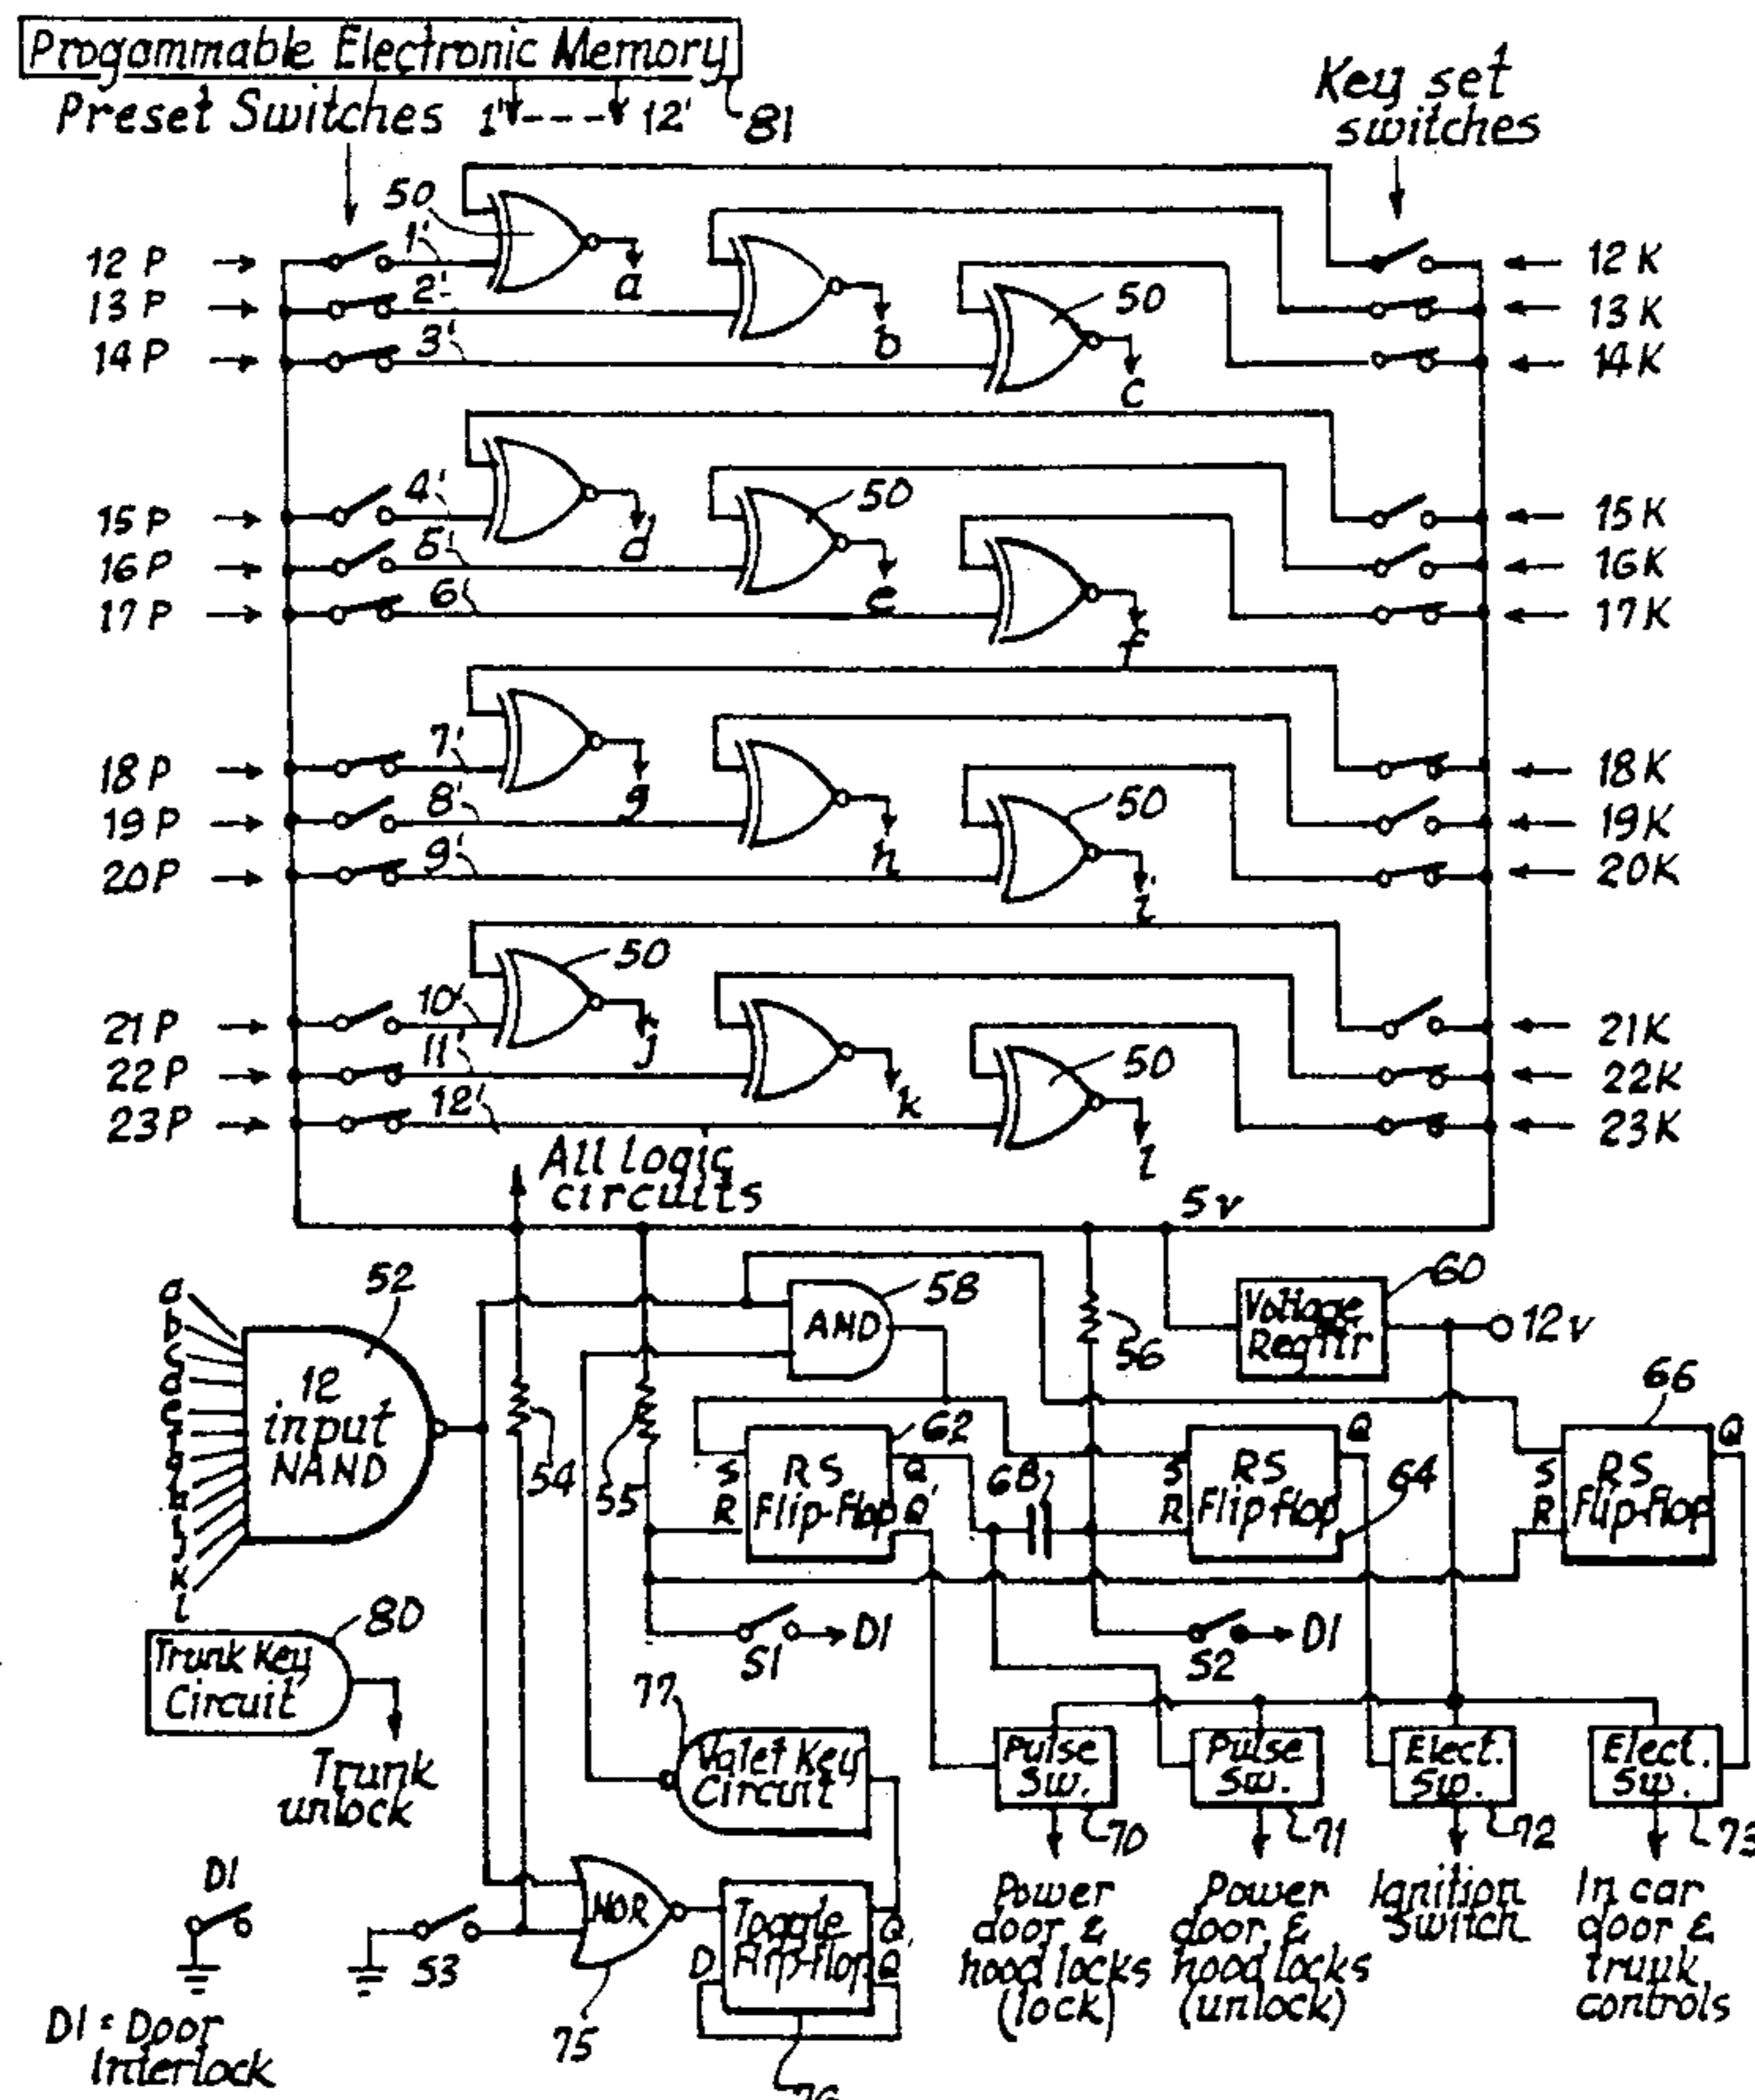 Progammable Electronic Memory
Preset Switches 1' - - - 12' 81
Key set
switches
50
12 P 1' a 12 K
13 P 2' b 50 13 K
14 P 3' c 14 K
15 P 4' d 50 15 K
16 P 5' e 16 K
17 P 6' f 17 K
18 P 7' g 50 18 K
19 P 8' h 19 K
20 P 9' i 20 K
50
21 P 10' j 21 K
22 P 11' k 50 22 K
23 P 12' l 23 K
All Logic
circuits
5v
a
b
c
d
e
f
g
h
i
j
k
l
52
12
input
NAND
54
55
AND
58
56
60
Voltage
Regltr
12v
62
S
R
RS
Flip-flop
Q
Q'
68
S
R
RS
Flip flop
Q
64
66
S
R
RS
Flip-flop
Q
S1 DI
S2 DI
80
Trunk Key
Circuit
Trunk
unlock
77
Valet Key
Circuit
Pulse
Sw.
70
Pulse
Sw.
71
Elect.
Sw.
72
Elect.
Sw.
73
Power
door &
hood locks
(lock)
Power
door &
hood locks
(unlock)
Ignition
Switch
In car
door &
trunk
controls
DI
S3
NOR
75
Toggle
Flip-flop
D
Q
Q'
76
DI = Door
Interlock